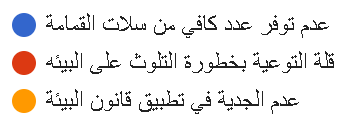 عدم توفر عدد كافي من سلات القمامة
قلة التوعية بخطورة التلوث على البيئه
عدم الجدية في تطبيق قانون البيئة